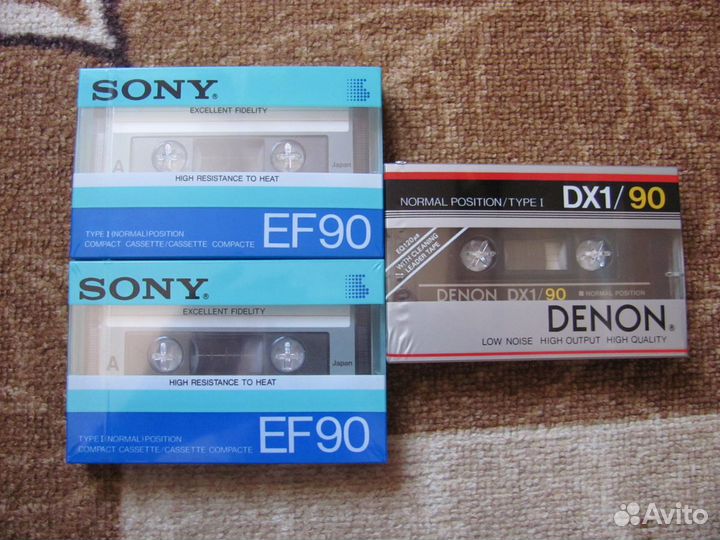 SONY®
EXCELLENT FIDELITY
A
Japan
HIGH RESISTANCE TO HEAT
TYPE I (NORMAL) POSITION
COMPACT CASSETTE/CASSETTE COMPACTE
EF90
SONY®
EXCELLENT FIDELITY
A
Japan
HIGH RESISTANCE TO HEAT
TYPE I (NORMAL) POSITION
COMPACT CASSETTE/CASSETTE COMPACTE
EF90
NORMAL POSITION/TYPE I DX1/90
EQ120μs
WITH CLEANING
LEADER TAPE
DENON DX1/90 ■ NORMAL POSITION
DENON®
LOW NOISE HIGH OUTPUT HIGH QUALITY
Avito